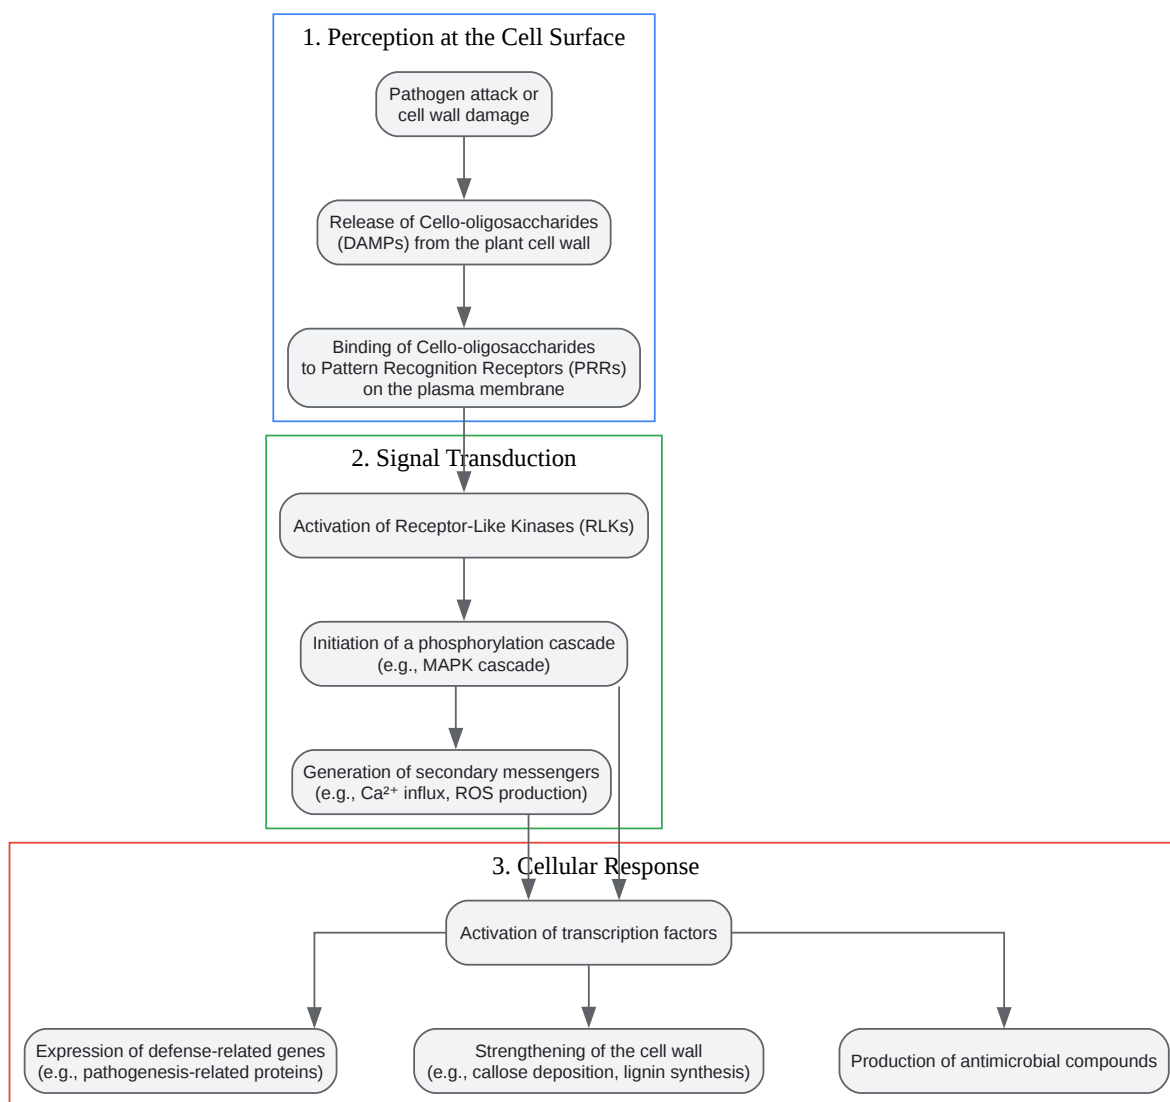 1. Perception at the Cell Surface
Pathogen attack or
cell wall damage
Release of Cello-oligosaccharides
(DAMPs) from the plant cell wall
Binding of Cello-oligosaccharides
to Pattern Recognition Receptors (PRRs)
on the plasma membrane
2. Signal Transduction
Activation of Receptor-Like Kinases (RLKs)
Initiation of a phosphorylation cascade
(e.g., MAPK cascade)
Generation of secondary messengers
(e.g., Ca²⁺ influx, ROS production)
3. Cellular Response
Activation of transcription factors
Expression of defense-related genes
(e.g., pathogenesis-related proteins)
Strengthening of the cell wall
(e.g., callose deposition, lignin synthesis)
Production of antimicrobial compounds